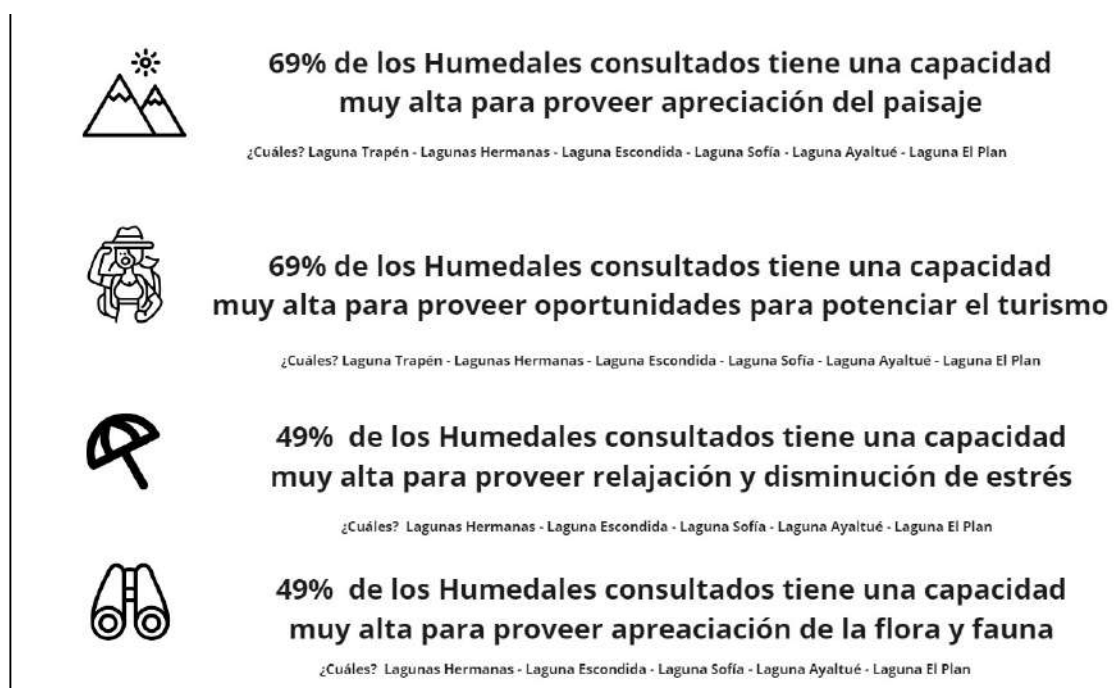 69% de los Humedales consultados tiene una capacidad
muy alta para proveer apreciación del paisaje
¿Cuáles? Laguna Trapén - Lagunas Hermanas - Laguna Escondida - Laguna Sofía - Laguna Ayaltué - Laguna El Plan
69% de los Humedales consultados tiene una capacidad
muy alta para proveer oportunidades para potenciar el turismo
¿Cuáles? Laguna Trapén - Lagunas Hermanas - Laguna Escondida - Laguna Sofía - Laguna Ayaltué - Laguna El Plan
49% de los Humedales consultados tiene una capacidad
muy alta para proveer relajación y disminución de estrés
¿Cuáles? Lagunas Hermanas - Laguna Escondida - Laguna Sofía - Laguna Ayaltué - Laguna El Plan
49% de los Humedales consultados tiene una capacidad
muy alta para proveer apreaciación de la flora y fauna
¿Cuáles? Lagunas Hermanas - Laguna Escondida - Laguna Sofía - Laguna Ayaltué - Laguna El Plan